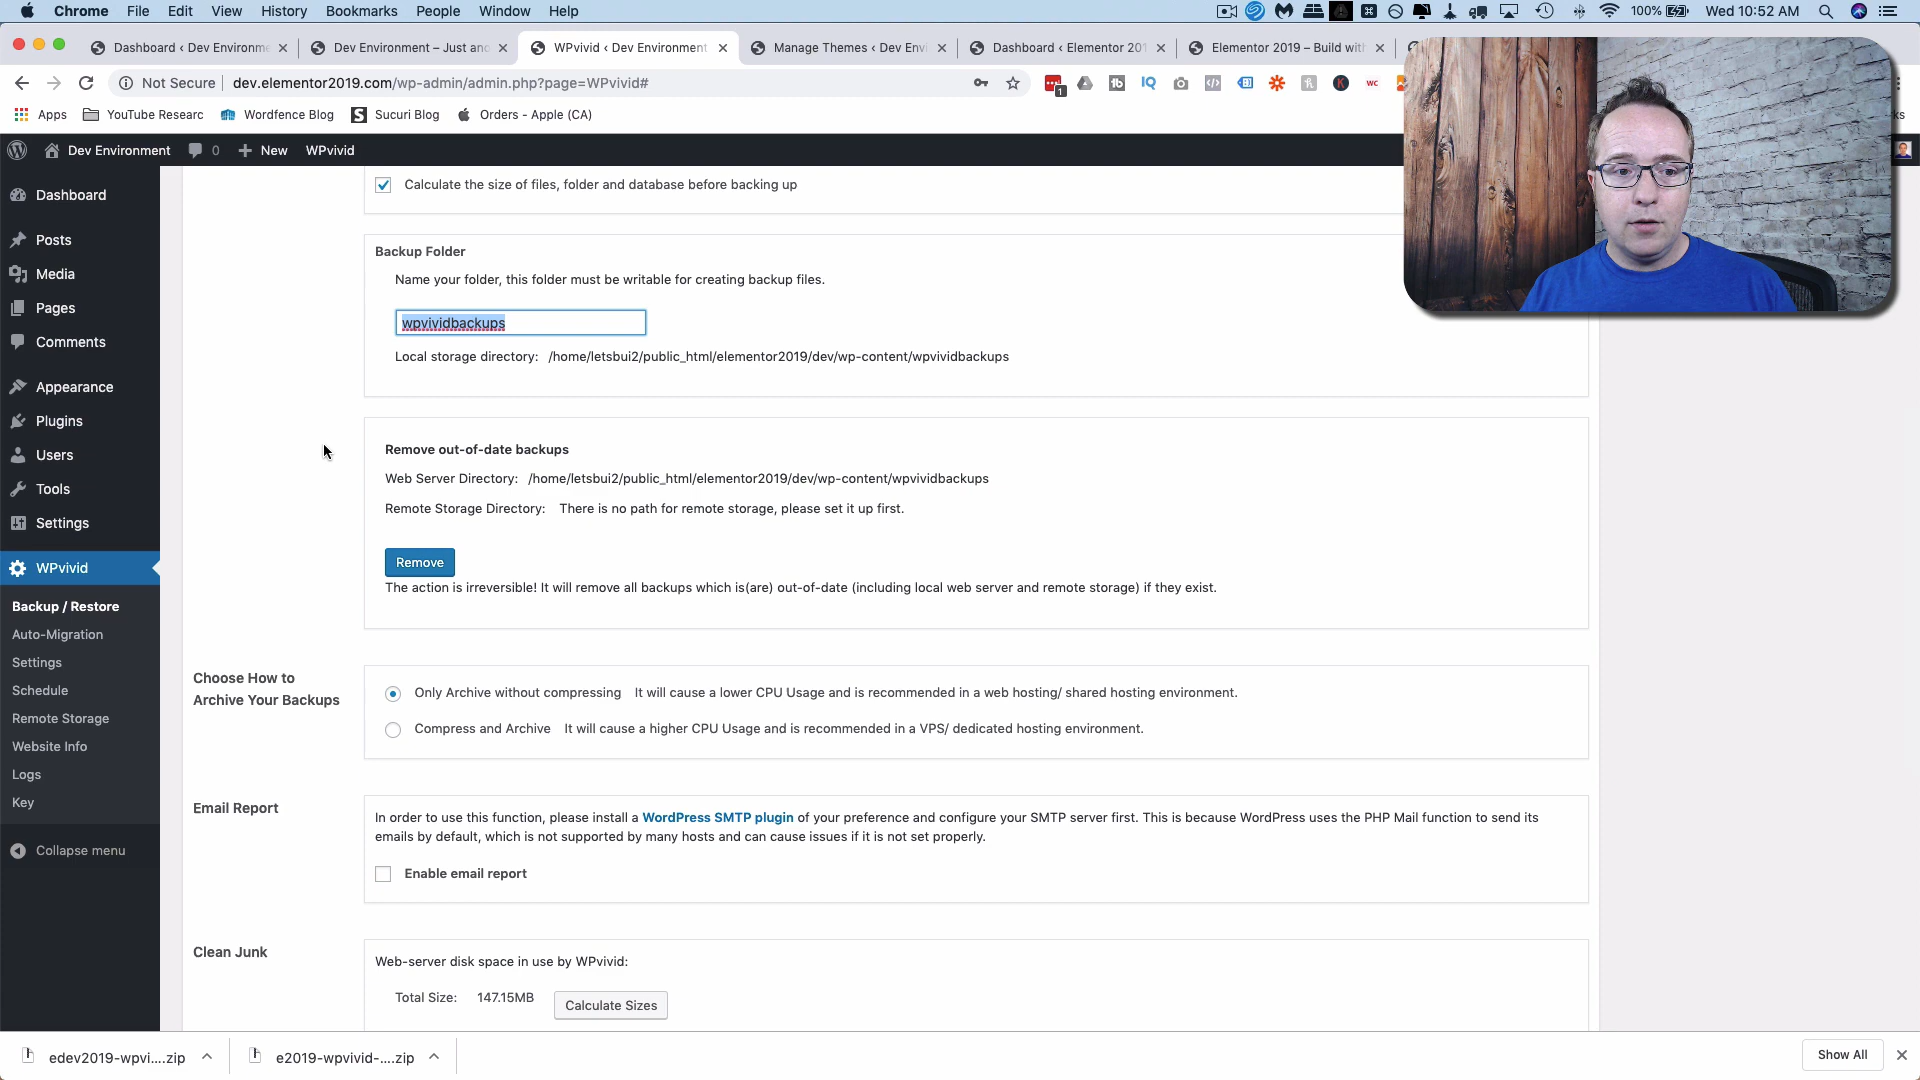 Chrome File Edit View History Bookmarks People Window Help 100% Wed 10:52 AM
Dashboard ‹ Dev Environme Dev Environment – Just ano WPvivid ‹ Dev Environment Manage Themes ‹ Dev Envi Dashboard ‹ Elementor 201 Elementor 2019 – Build with
Not Secure dev.elementor2019.com/wp-admin/admin.php?page=WPvivid#
Apps YouTube Researc Wordfence Blog Sucuri Blog Orders - Apple (CA)
Dev Environment 0 New WPvivid
Dashboard
Posts
Media
Pages
Comments
Appearance
Plugins
Users
Tools
Settings
WPvivid
Backup / Restore
Auto-Migration
Settings
Schedule
Remote Storage
Website Info
Logs
Key
Collapse menu
Calculate the size of files, folder and database before backing up
Backup Folder
Name your folder, this folder must be writable for creating backup files.
wpvividbackups
Local storage directory: /home/letsbui2/public_html/elementor2019/dev/wp-content/wpvividbackups
Remove out-of-date backups
Web Server Directory: /home/letsbui2/public_html/elementor2019/dev/wp-content/wpvividbackups
Remote Storage Directory: There is no path for remote storage, please set it up first.
Remove
The action is irreversible! It will remove all backups which is(are) out-of-date (including local web server and remote storage) if they exist.
Choose How to
Archive Your Backups
Only Archive without compressing It will cause a lower CPU Usage and is recommended in a web hosting/ shared hosting environment.
Compress and Archive It will cause a higher CPU Usage and is recommended in a VPS/ dedicated hosting environment.
Email Report
In order to use this function, please install a WordPress SMTP plugin of your preference and configure your SMTP server first. This is because WordPress uses the PHP Mail function to send its
emails by default, which is not supported by many hosts and can cause issues if it is not set properly.
Enable email report
Clean Junk
Web-server disk space in use by WPvivid:
Total Size: 147.15MB Calculate Sizes
edev2019-wpvi....zip e2019-wpvivid-....zip Show All